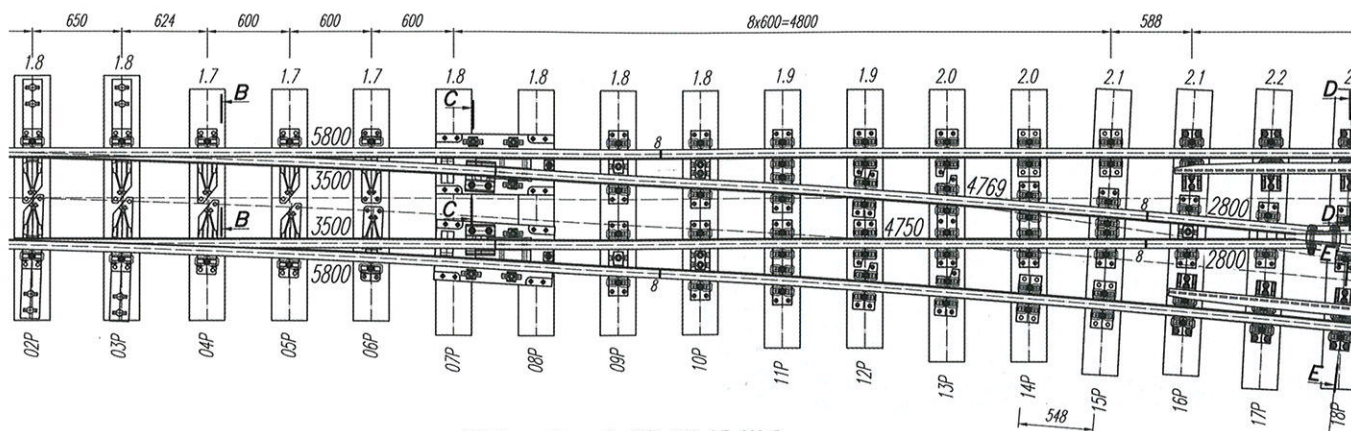 650 624 600 600 600 8x600=4800 588
1.8 1.8 1.7 1.7 1.7 1.8 1.8 1.8 1.8 1.9 1.9 2.0 2.0 2.1 2.1 2.2
B C D
5800 8
3500 4769 8 2800
C D
B 3500 4750 8 2800 E
5800 8
02P 03P 04P 05P 06P 07P 08P 09P 10P 11P 12P 13P 14P 15P 16P 17P 18P
E
548